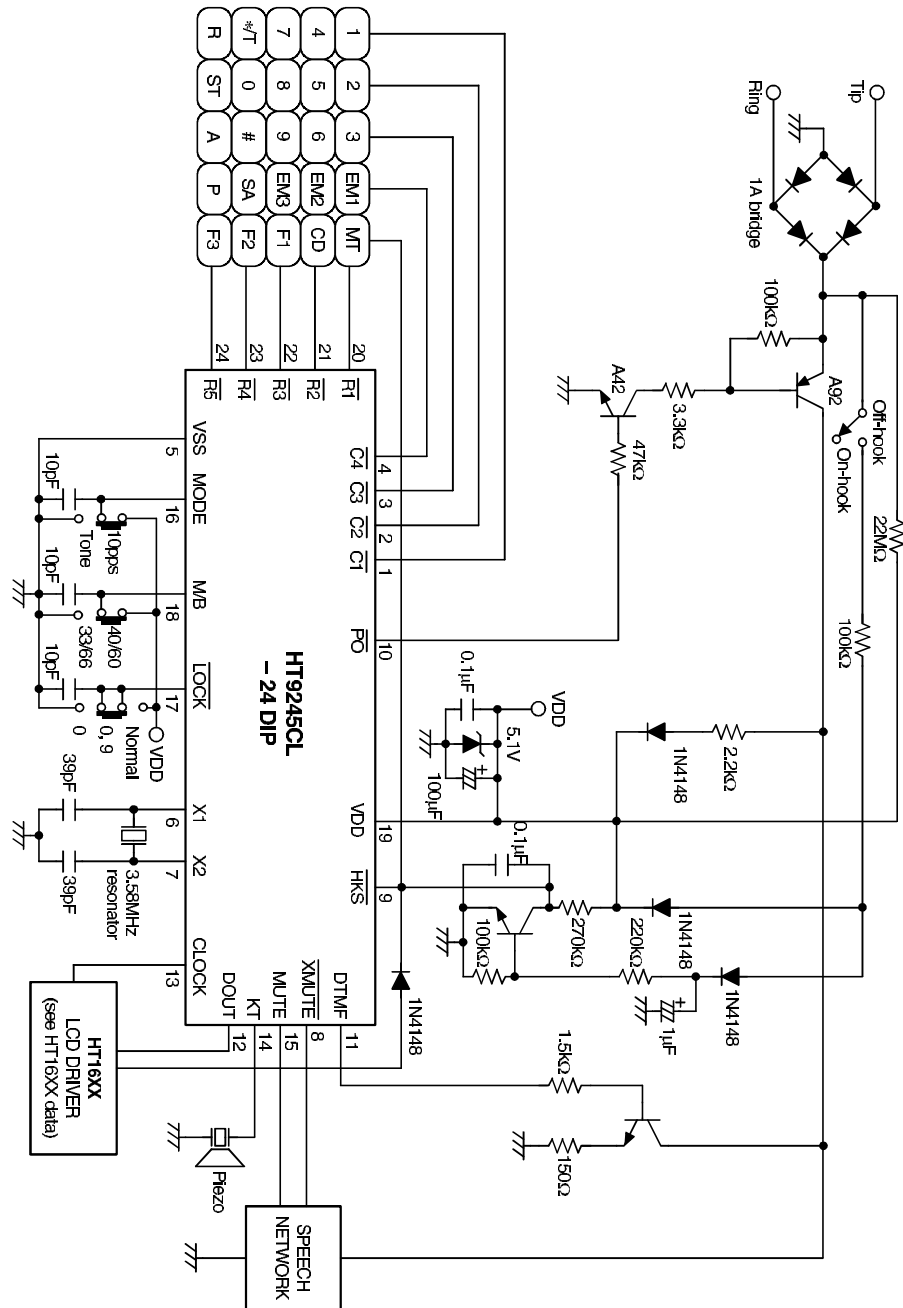 1 2 3 EM1 MT
4 5 6 EM2 CD
7 8 9 EM3 F1
*/T 0 # SA F2
R ST A P F3
Tip
Ring
1A bridge
100kΩ
A92
Off-hook
On-hook
22MΩ
100kΩ
A42
3.3kΩ
47kΩ
VDD
0.1µF
5.1V
100µF
1N4148
2.2kΩ
0.1µF
1N4148
270kΩ
100kΩ
220kΩ
1N4148
1µF
1N4148
1.5kΩ
150Ω
20 21 22 23 24
R1 R2 R3 R4 R5
C4 C3 C2 C1
4 3 2 1
PO
10
VDD
19
HKS
9
HT9245CL
– 24 DIP
VSS
5
MODE
16
M/B
18
LOCK
17
X1
6
X2
7
CLOCK
13
DOUT
12
KT
14
MUTE
15
XMUTE
8
DTMF
11
10pF
10pps
Tone
10pF
40/60
33/66
10pF
Normal
0, 9
0
VDD
39pF
39pF
3.58MHz
resonator
HT16XX
LCD DRIVER
(see HT16XX data)
Piezo
SPEECH
NETWORK